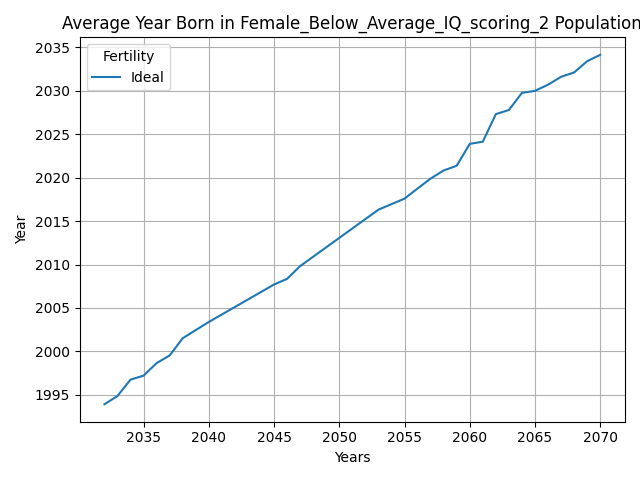 Average Year Born in Female_Below_Average_IQ_scoring_2 Population
Fertility
Ideal
2035
2030
2025
2020
2015
2010
2005
2000
1995
Year
2035 2040 2045 2050 2055 2060 2065 2070
Years